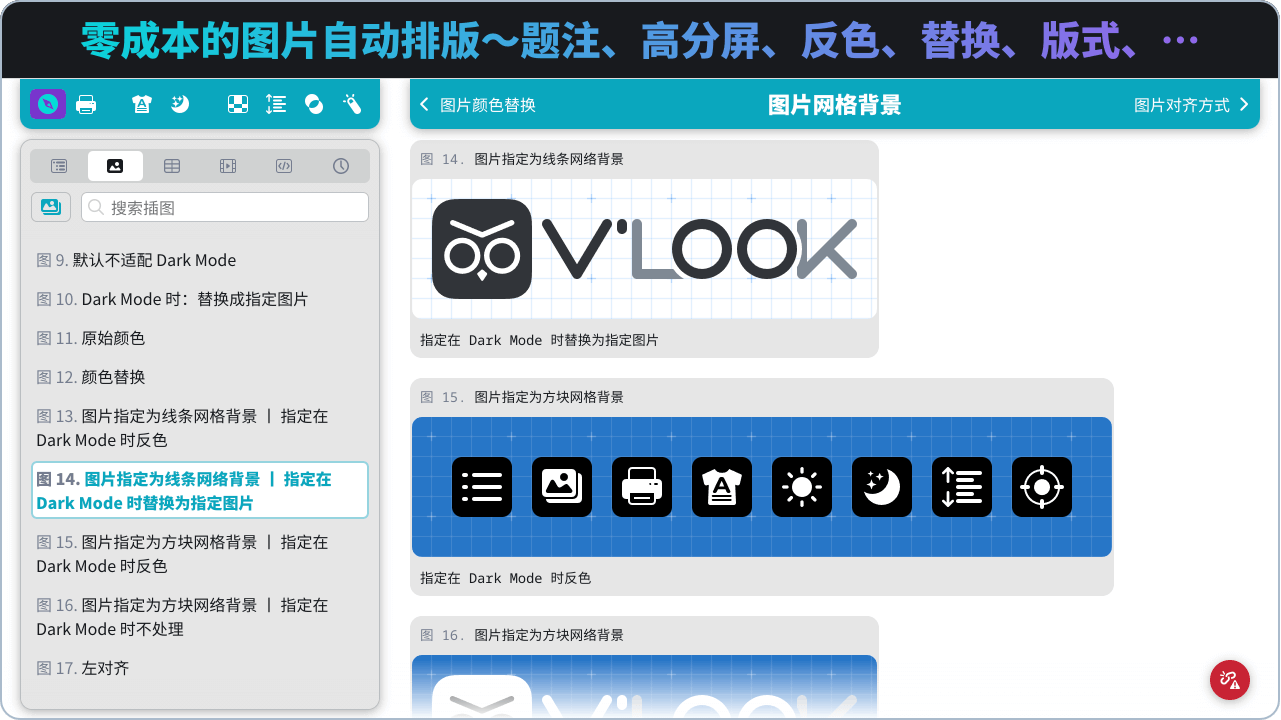 零成本的图片自动排版～题注、高分屏、反色、替换、版式、…
图片颜色替换
图片网格背景
图片对齐方式
搜索插图
图 9. 默认不适配 Dark Mode
图 10. Dark Mode 时：替换成指定图片
图 11. 原始颜色
图 12. 颜色替换
图 13. 图片指定为线条网格背景 丨 指定在
Dark Mode 时反色
图 14. 图片指定为线条网络背景 丨 指定在
Dark Mode 时替换为指定图片
图 15. 图片指定为方块网格背景 丨 指定在
Dark Mode 时反色
图 16. 图片指定为方块网络背景 丨 指定在
Dark Mode 时不处理
图 17. 左对齐
图 14. 图片指定为线条网络背景
V'LOOK
指定在 Dark Mode 时替换为指定图片
图 15. 图片指定为方块网格背景
A
指定在 Dark Mode 时反色
图 16. 图片指定为方块网络背景
V'LOOK